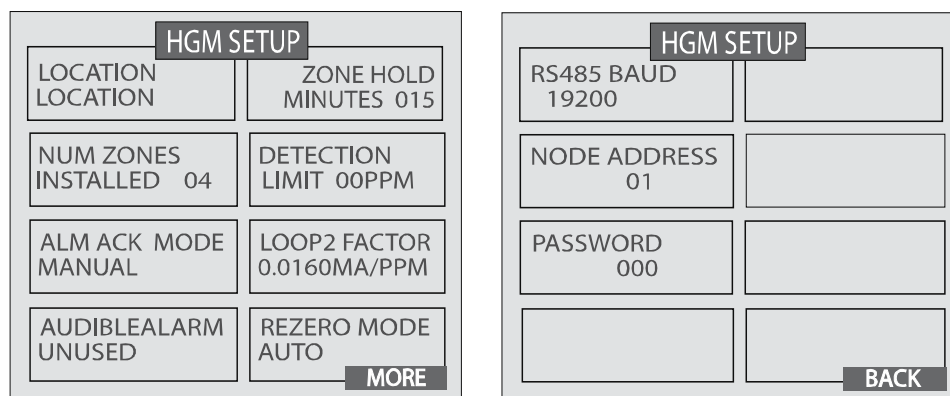 HGM SETUP
LOCATION
LOCATION
ZONE HOLD
MINUTES 015
NUM ZONES
INSTALLED 04
DETECTION
LIMIT 00PPM
ALM ACK MODE
MANUAL
LOOP2 FACTOR
0.0160MA/PPM
AUDIBLEALARM
UNUSED
REZERO MODE
AUTO
MORE
HGM SETUP
RS485 BAUD
19200
NODE ADDRESS
01
PASSWORD
000
BACK